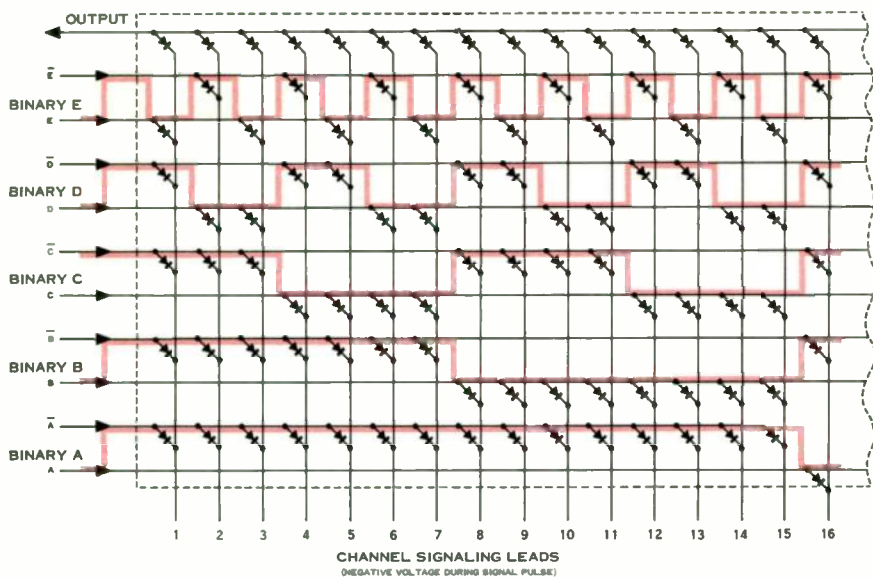 OUTPUT
E
BINARY E
E
D
BINARY D
D
C
BINARY C
C
B
BINARY B
B
A
BINARY A
A
1 2 3 4 5 6 7 8 9 10 11 12 13 14 15 16
CHANNEL SIGNALING LEADS
(NEGATIVE VOLTAGE DURING SIGNAL PULSE)